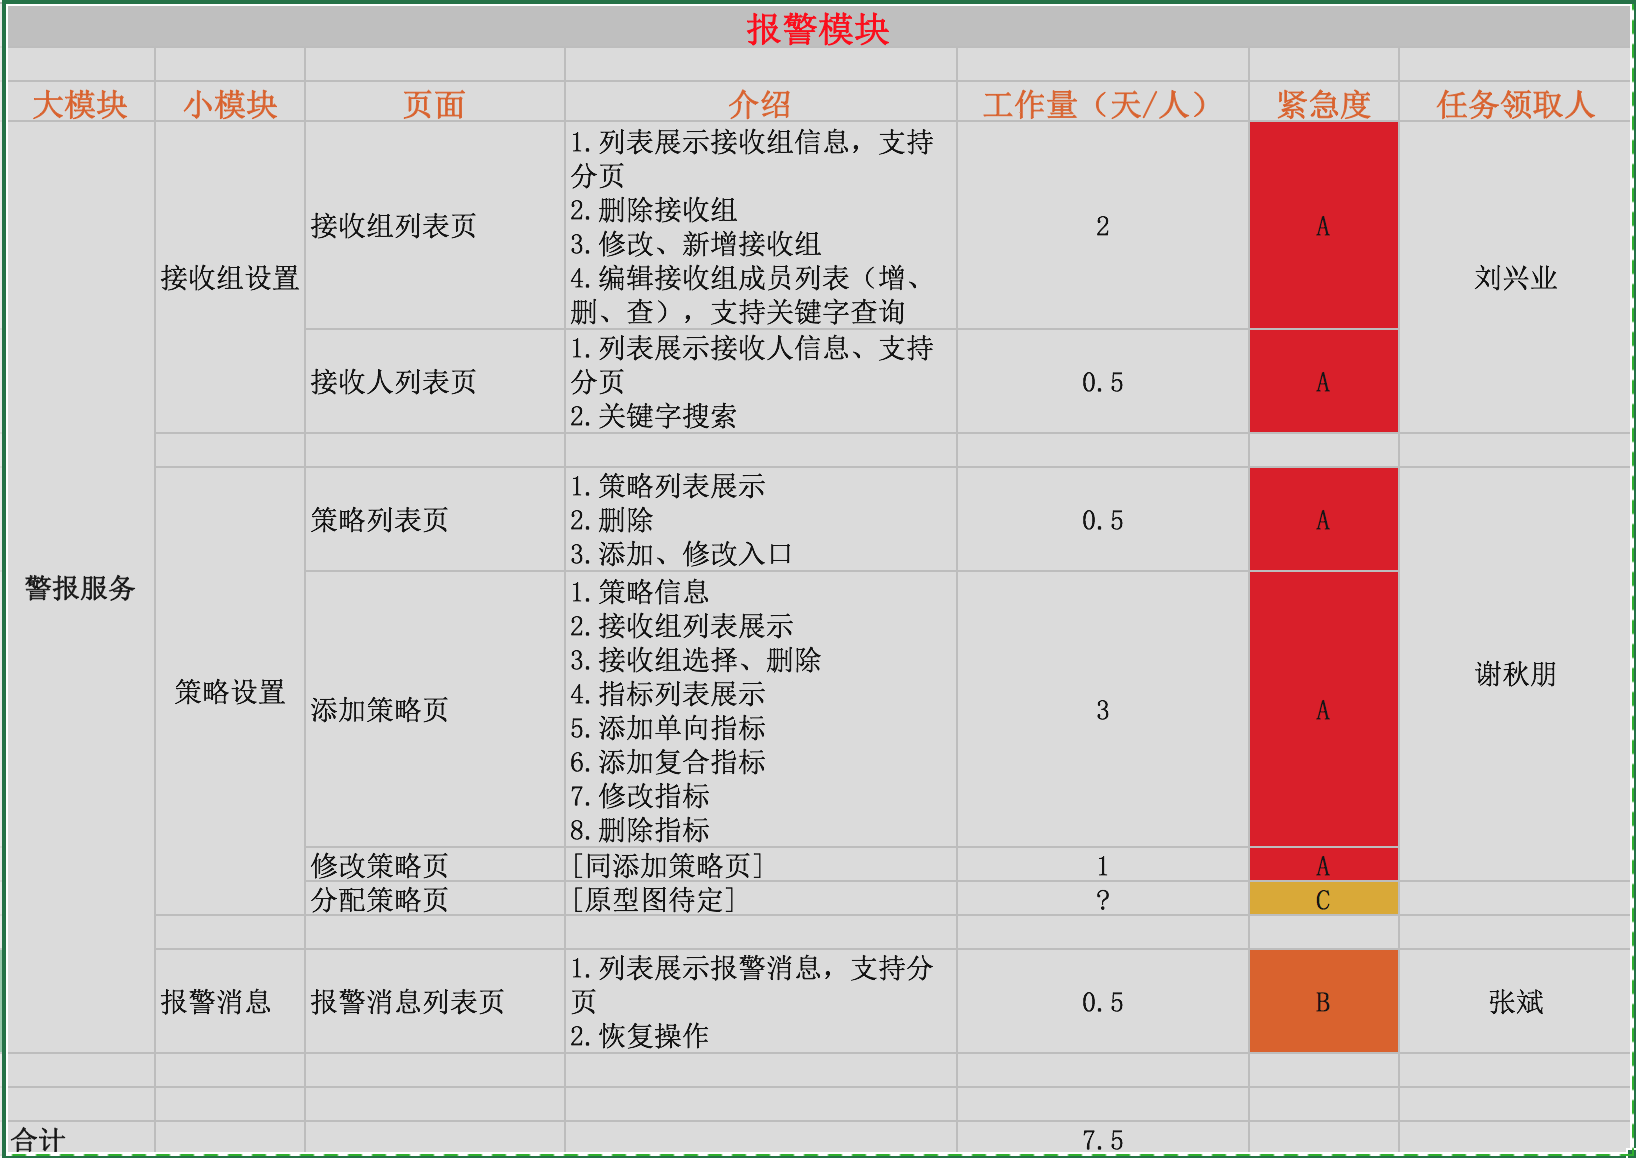 报警模块
大模块 小模块 页面 介绍 工作量（天/人） 紧急度 任务领取人
警报服务
接收组设置
接收组列表页
1.列表展示接收组信息，支持
分页
2.删除接收组
3.修改、新增接收组
4.编辑接收组成员列表（增、
删、查），支持关键字查询
2
A
刘兴业
接收人列表页
1.列表展示接收人信息、支持
分页
2.关键字搜索
0.5
A
策略设置
策略列表页
1.策略列表展示
2.删除
3.添加、修改入口
0.5
A
谢秋朋
添加策略页
1.策略信息
2.接收组列表展示
3.接收组选择、删除
4.指标列表展示
5.添加单向指标
6.添加复合指标
7.修改指标
8.删除指标
3
A
修改策略页 [同添加策略页] 1 A
分配策略页 [原型图待定] ? C
报警消息
报警消息列表页
1.列表展示报警消息，支持分
页
2.恢复操作
0.5
B
张斌
合计 7.5